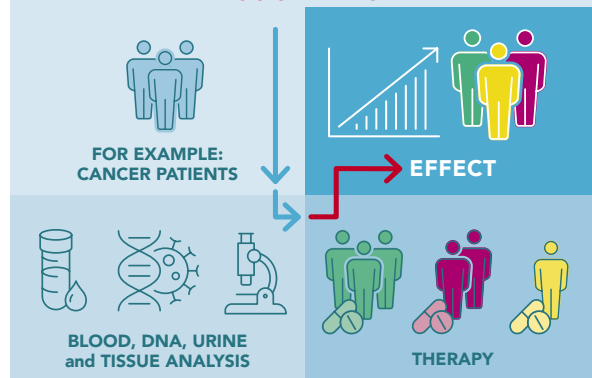 FOR EXAMPLE:
CANCER PATIENTS
EFFECT
BLOOD, DNA, URINE
and TISSUE ANALYSIS
THERAPY